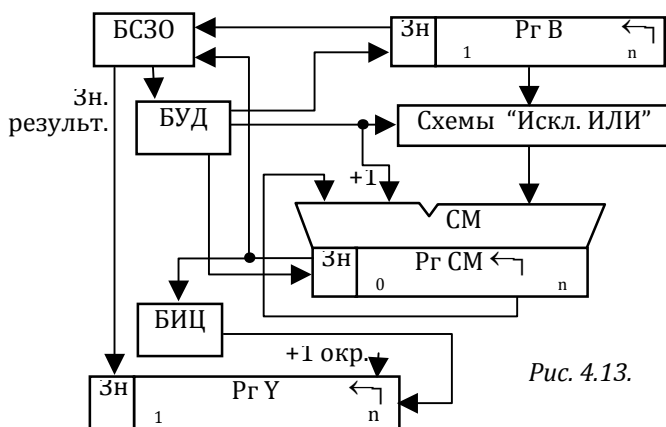 БСЗО
Зн
Рг В
1
n
Зн.
результ.
БУД
Схемы "Искл. ИЛИ"
+1
СМ
Зн
Рг СМ
0
n
БИЦ
+1 окр.
Рис. 4.13.
Зн
Рг Y
1
n